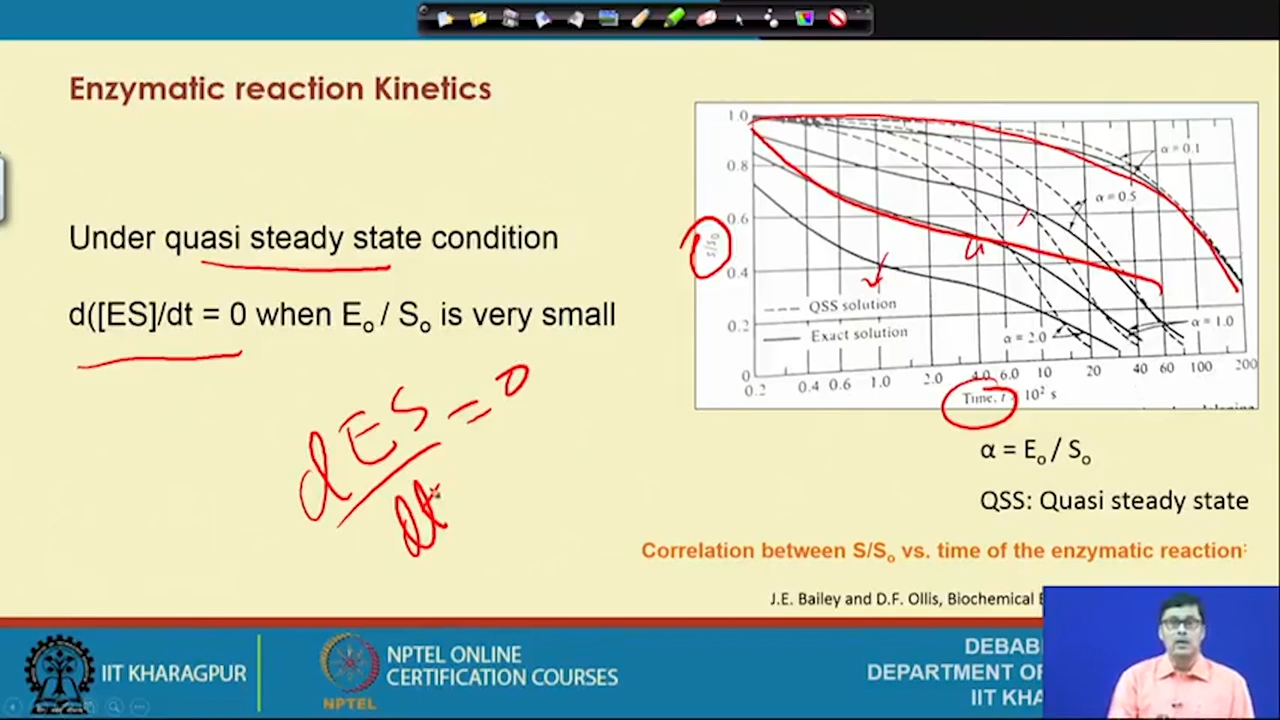 Enzymatic reaction Kinetics
Under quasi steady state condition
d([ES]/dt = 0 when Eo / So is very small
dES/dt = 0
1.0
0.8
0.6
0.4
0.2
0
s/s0
α = 0.1
α = 0.5
α = 1.0
α = 2.0
QSS solution
Exact solution
0.2 0.4 0.6 1.0 2.0 4.0 6.0 10 20 40 60 100 200
Time, t 10² s
α = Eo / So
QSS: Quasi steady state
Correlation between S/So vs. time of the enzymatic reaction:
J.E. Bailey and D.F. Ollis, Biochemical
IIT KHARAGPUR
NPTEL
NPTEL ONLINE
CERTIFICATION COURSES
DEBAB
DEPARTMENT OF
IIT KHA